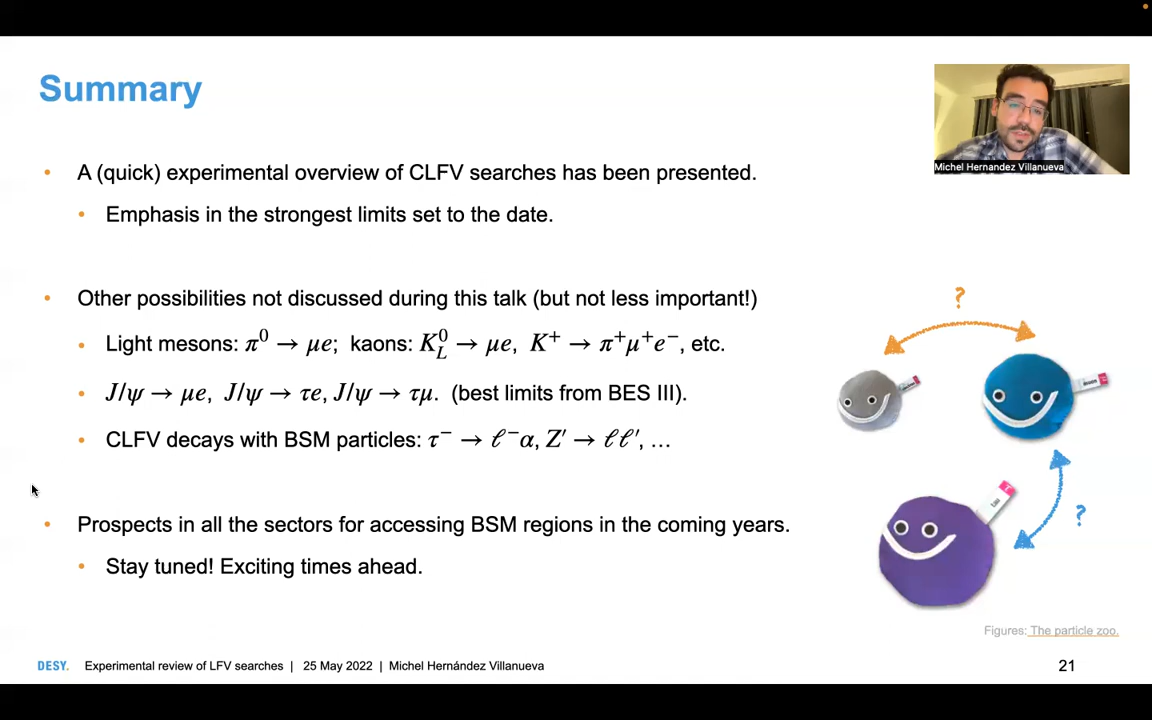 Summary
Michel Hernandez Villanueva
• A (quick) experimental overview of CLFV searches has been presented.
• Emphasis in the strongest limits set to the date.
• Other possibilities not discussed during this talk (but not less important!)
• Light mesons: π⁰ → μe; kaons: K_L^0 → μe, K⁺ → π⁺μ⁺e⁻, etc.
• J/ψ → μe, J/ψ → τe, J/ψ → τμ. (best limits from BES III).
• CLFV decays with BSM particles: τ⁻ → ℓ⁻α, Z′ → ℓℓ′, …
• Prospects in all the sectors for accessing BSM regions in the coming years.
• Stay tuned! Exciting times ahead.
?
?
Figures: The particle zoo.
DESY. Experimental review of LFV searches | 25 May 2022 | Michel Hernández Villanueva
21